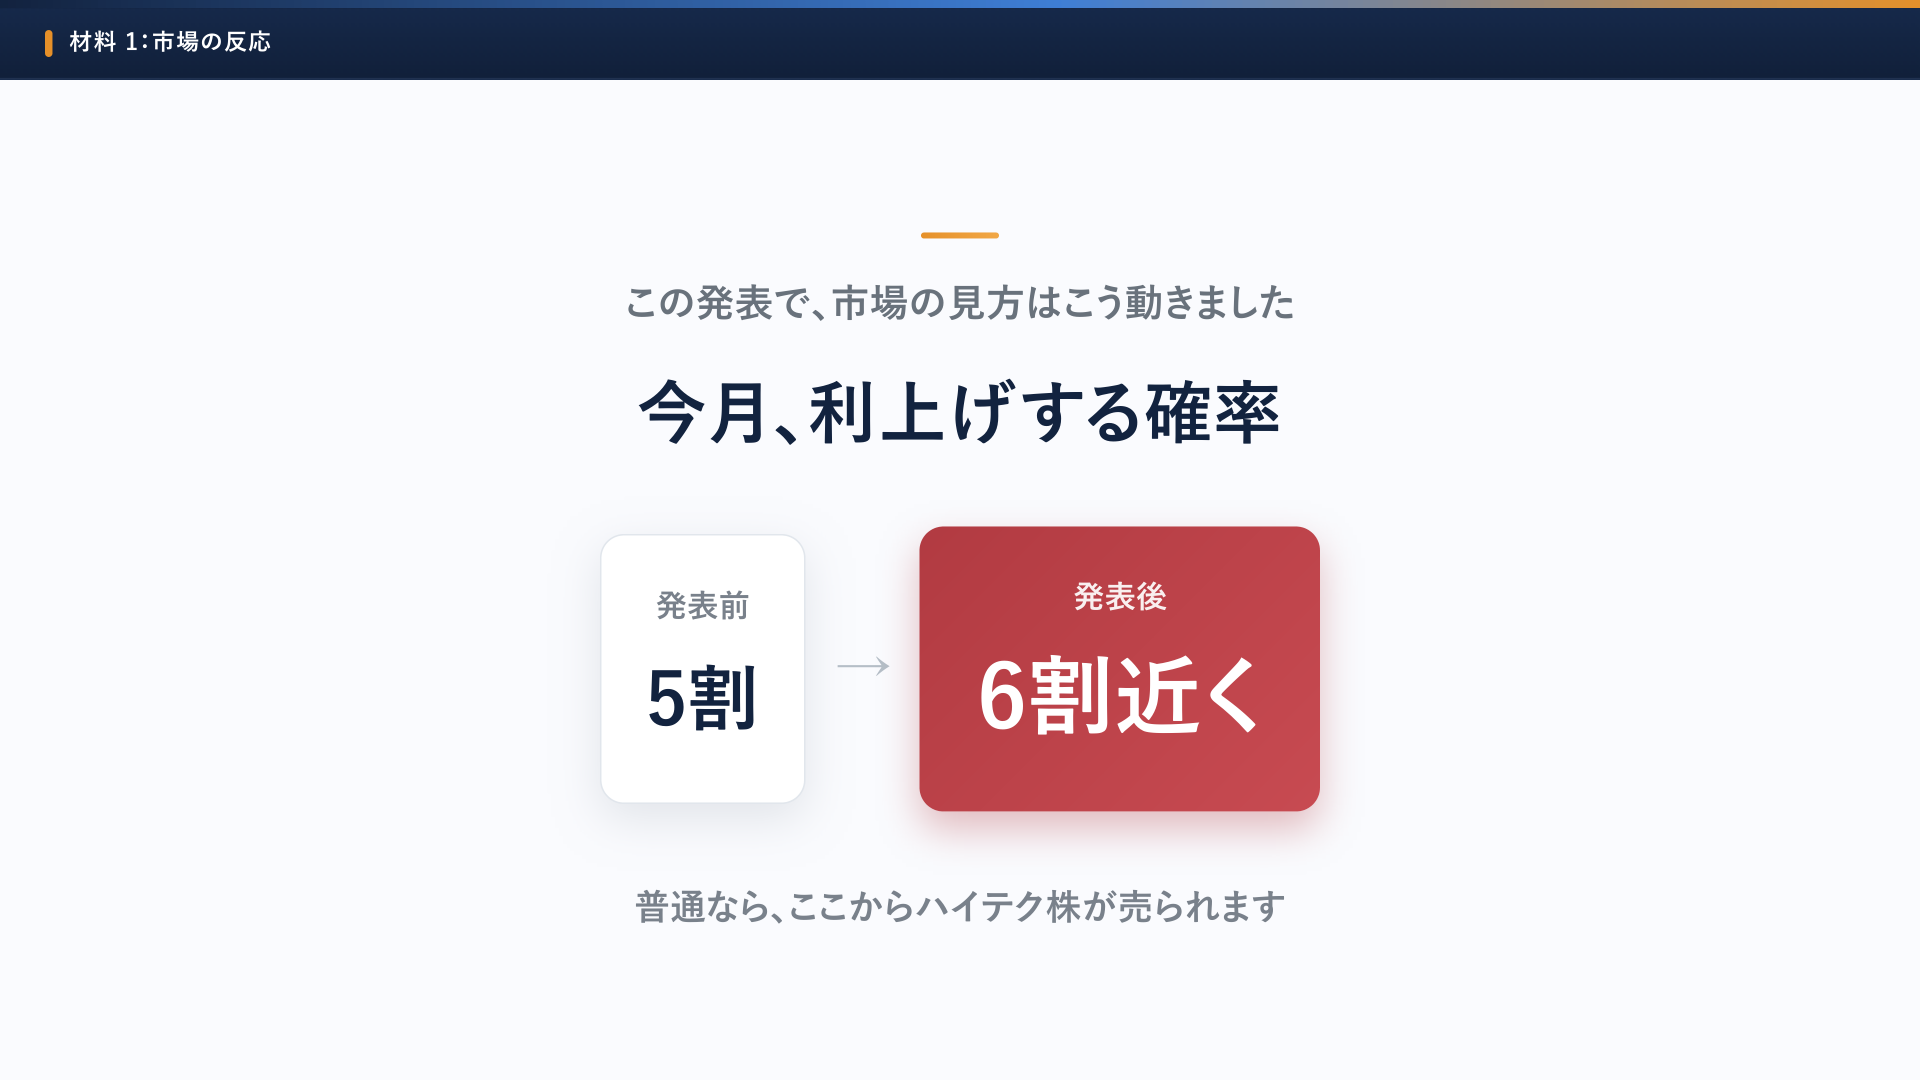 材料 1：市場の反応
この発表で、市場の見方はこう動きました
今月、利上げする確率
発表前
5割
発表後
6割近く
普通なら、ここからハイテク株が売られます